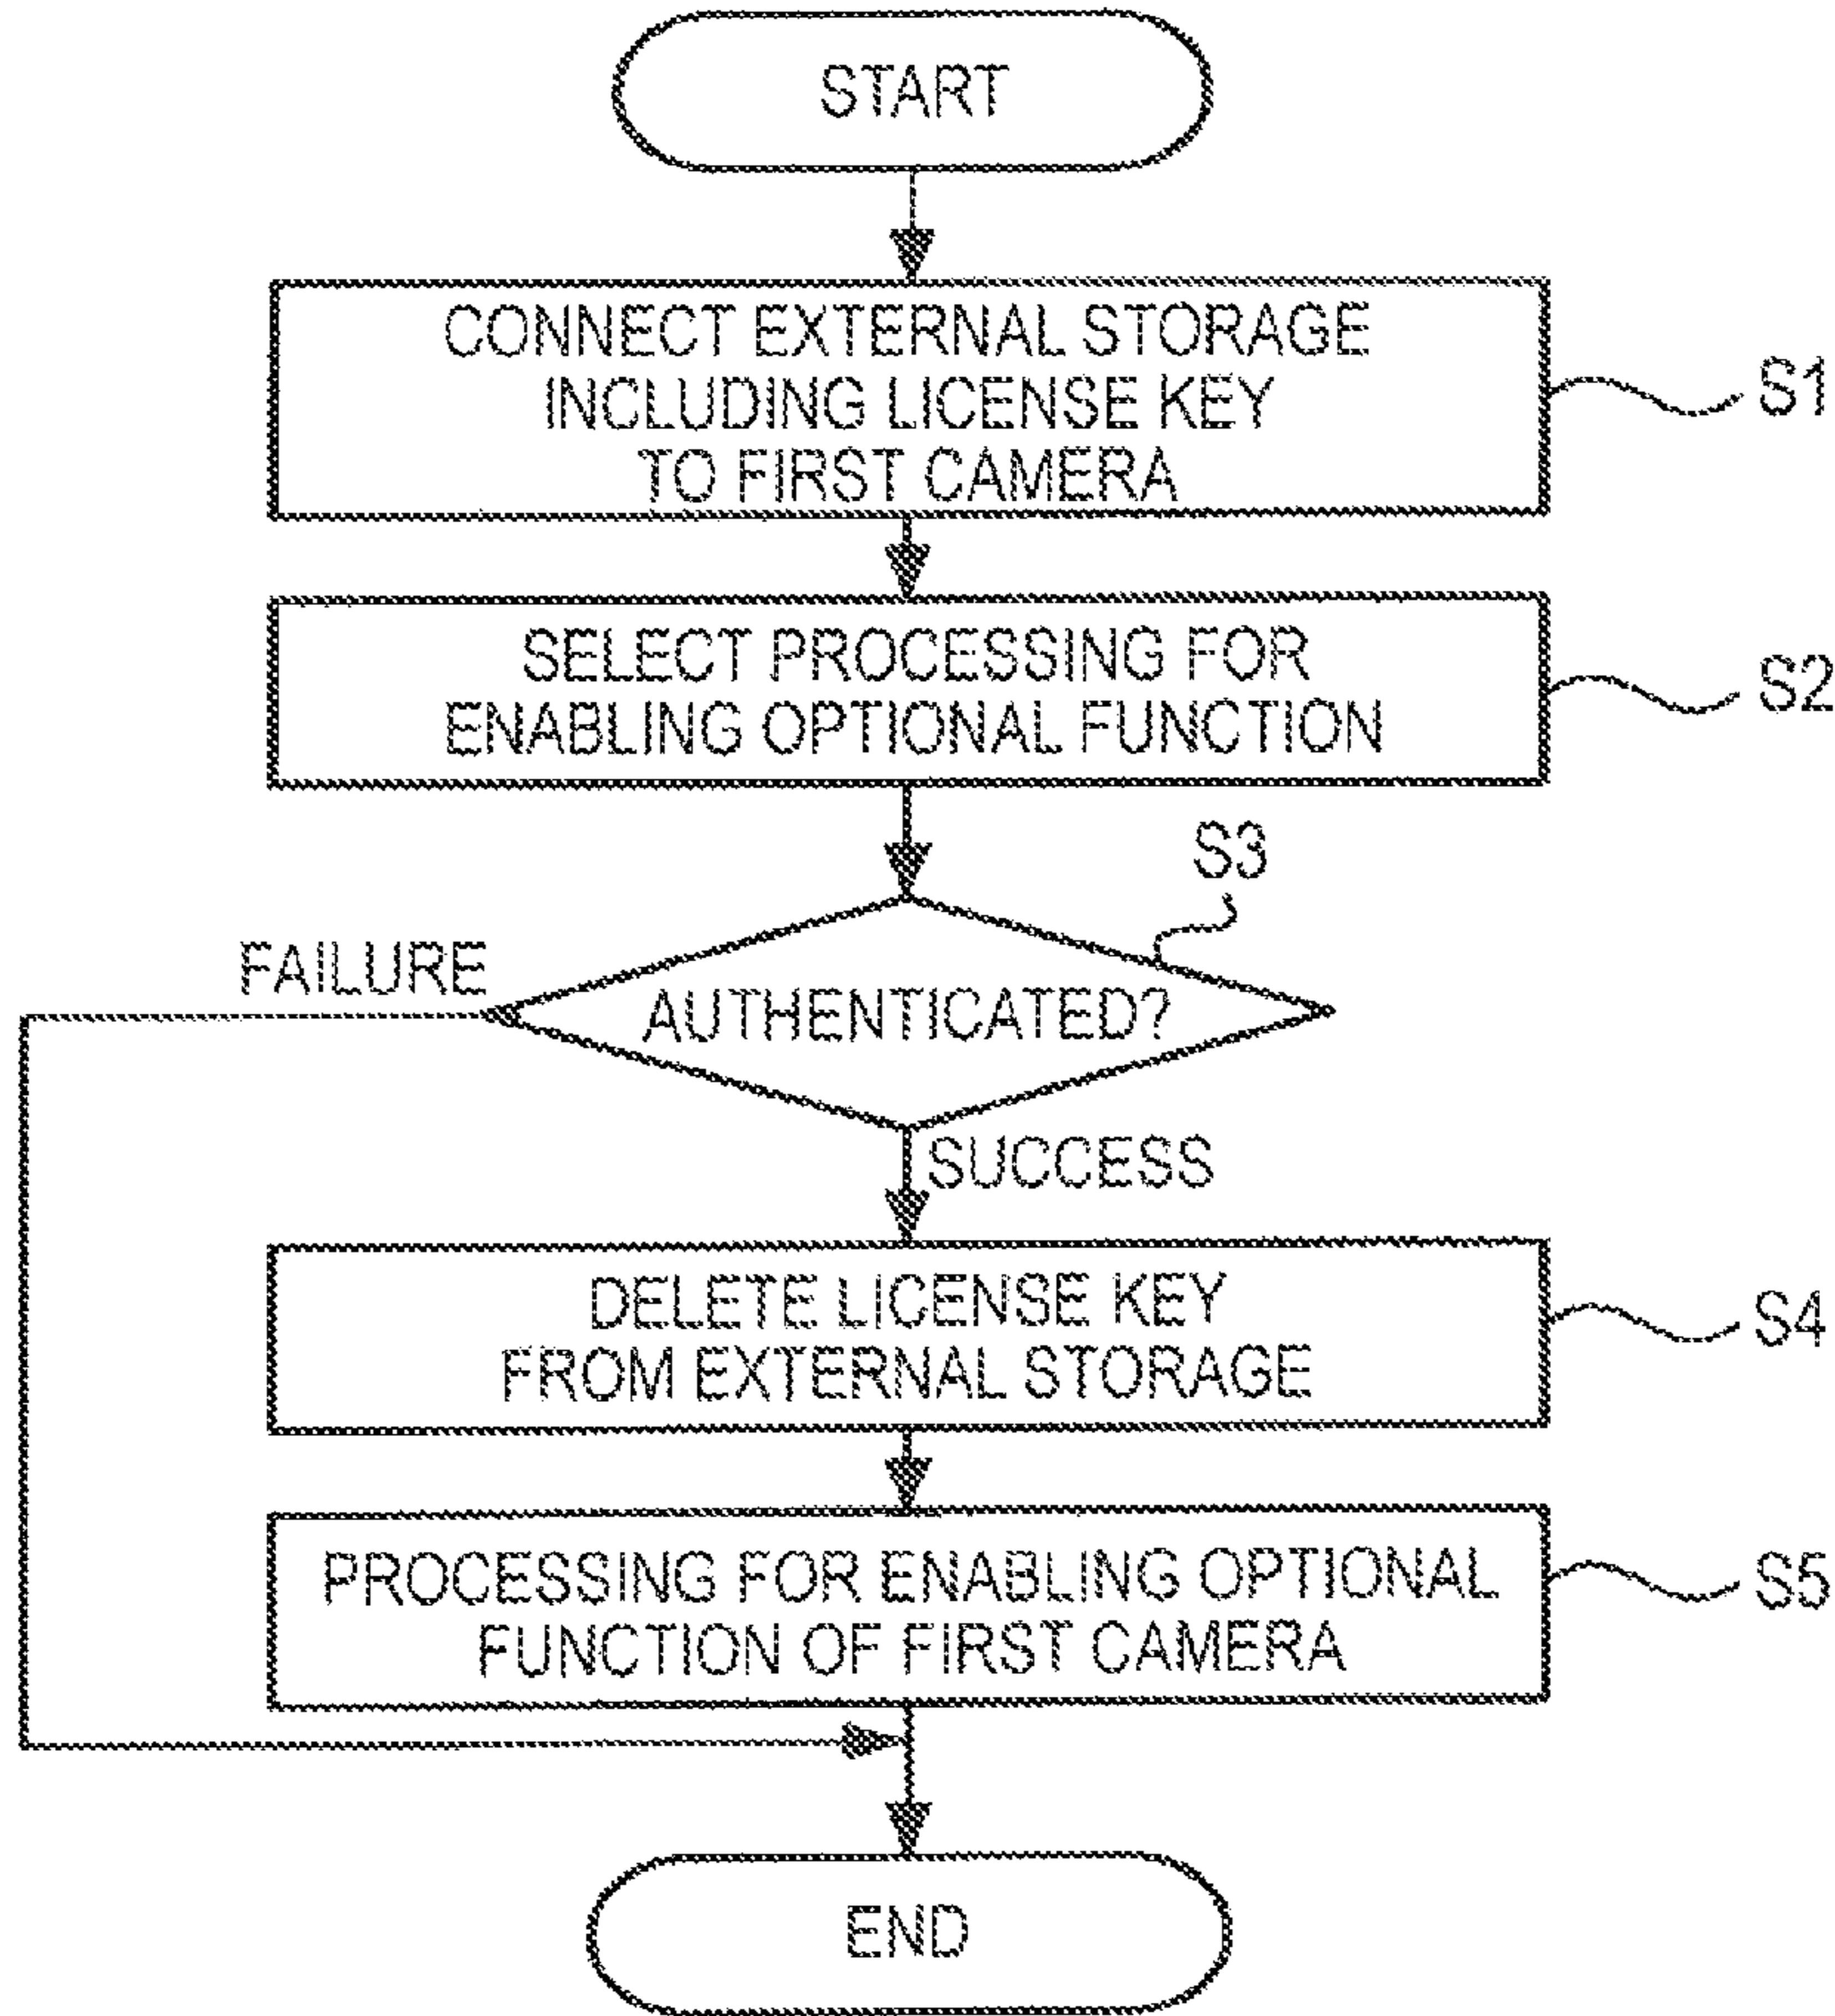 START
CONNECT EXTERNAL STORAGE
INCLUDING LICENSE KEY
TO FIRST CAMERA
S1
SELECT PROCESSING FOR
ENABLING OPTIONAL FUNCTION
S2
S3
FAILURE
AUTHENTICATED?
SUCCESS
DELETE LICENSE KEY
FROM EXTERNAL STORAGE
S4
PROCESSING FOR ENABLING OPTIONAL
FUNCTION OF FIRST CAMERA
S5
END